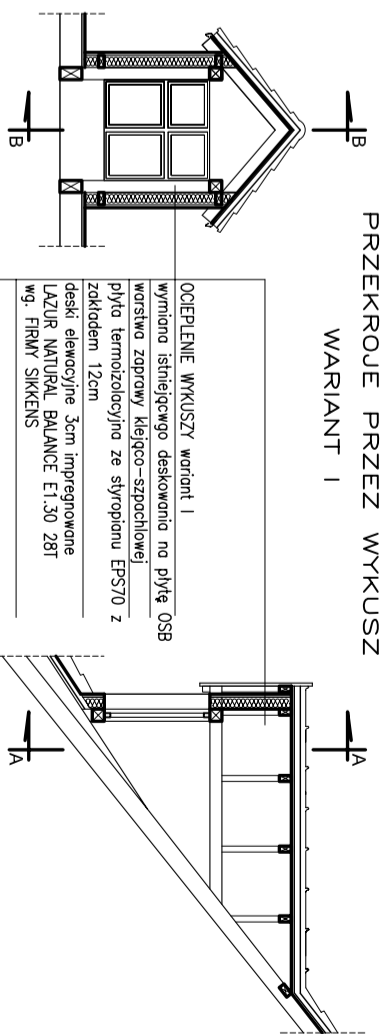 PRZEKROJE PRZEZ WYKUSZ
WARIANT I
B
B
OCIEPLENIE WYKUSZY wariant I
wymiana istniejącwgo deskowania na płytę OSB
warstwa zaprawy klejąco-szpachlowej
płyta termoizolacyjna ze styropianu EPS70 z
zakładem 12cm
deski elewacyjne 3cm impregnowane
LAZUR NATURAL BALANCE E1.30 28T
wg. FIRMY SIKKENS
A
A